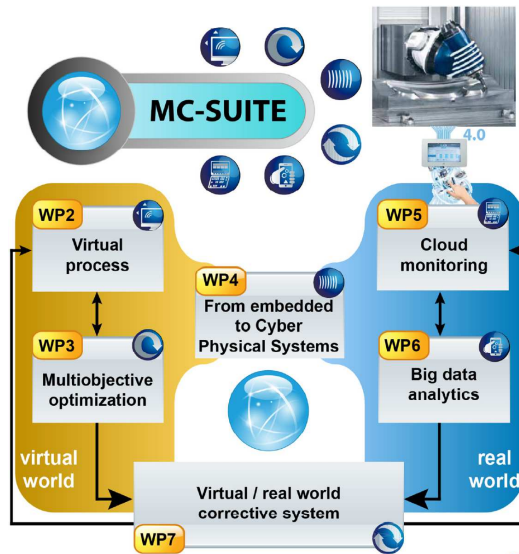 MC-SUITE
4.0
WP2
Virtual
process
WP5
Cloud
monitoring
WP4
From embedded
to Cyber
Physical Systems
WP3
Multiobjective
optimization
WP6
Big data
analytics
virtual
world
real
world
Virtual / real world
corrective system
WP7